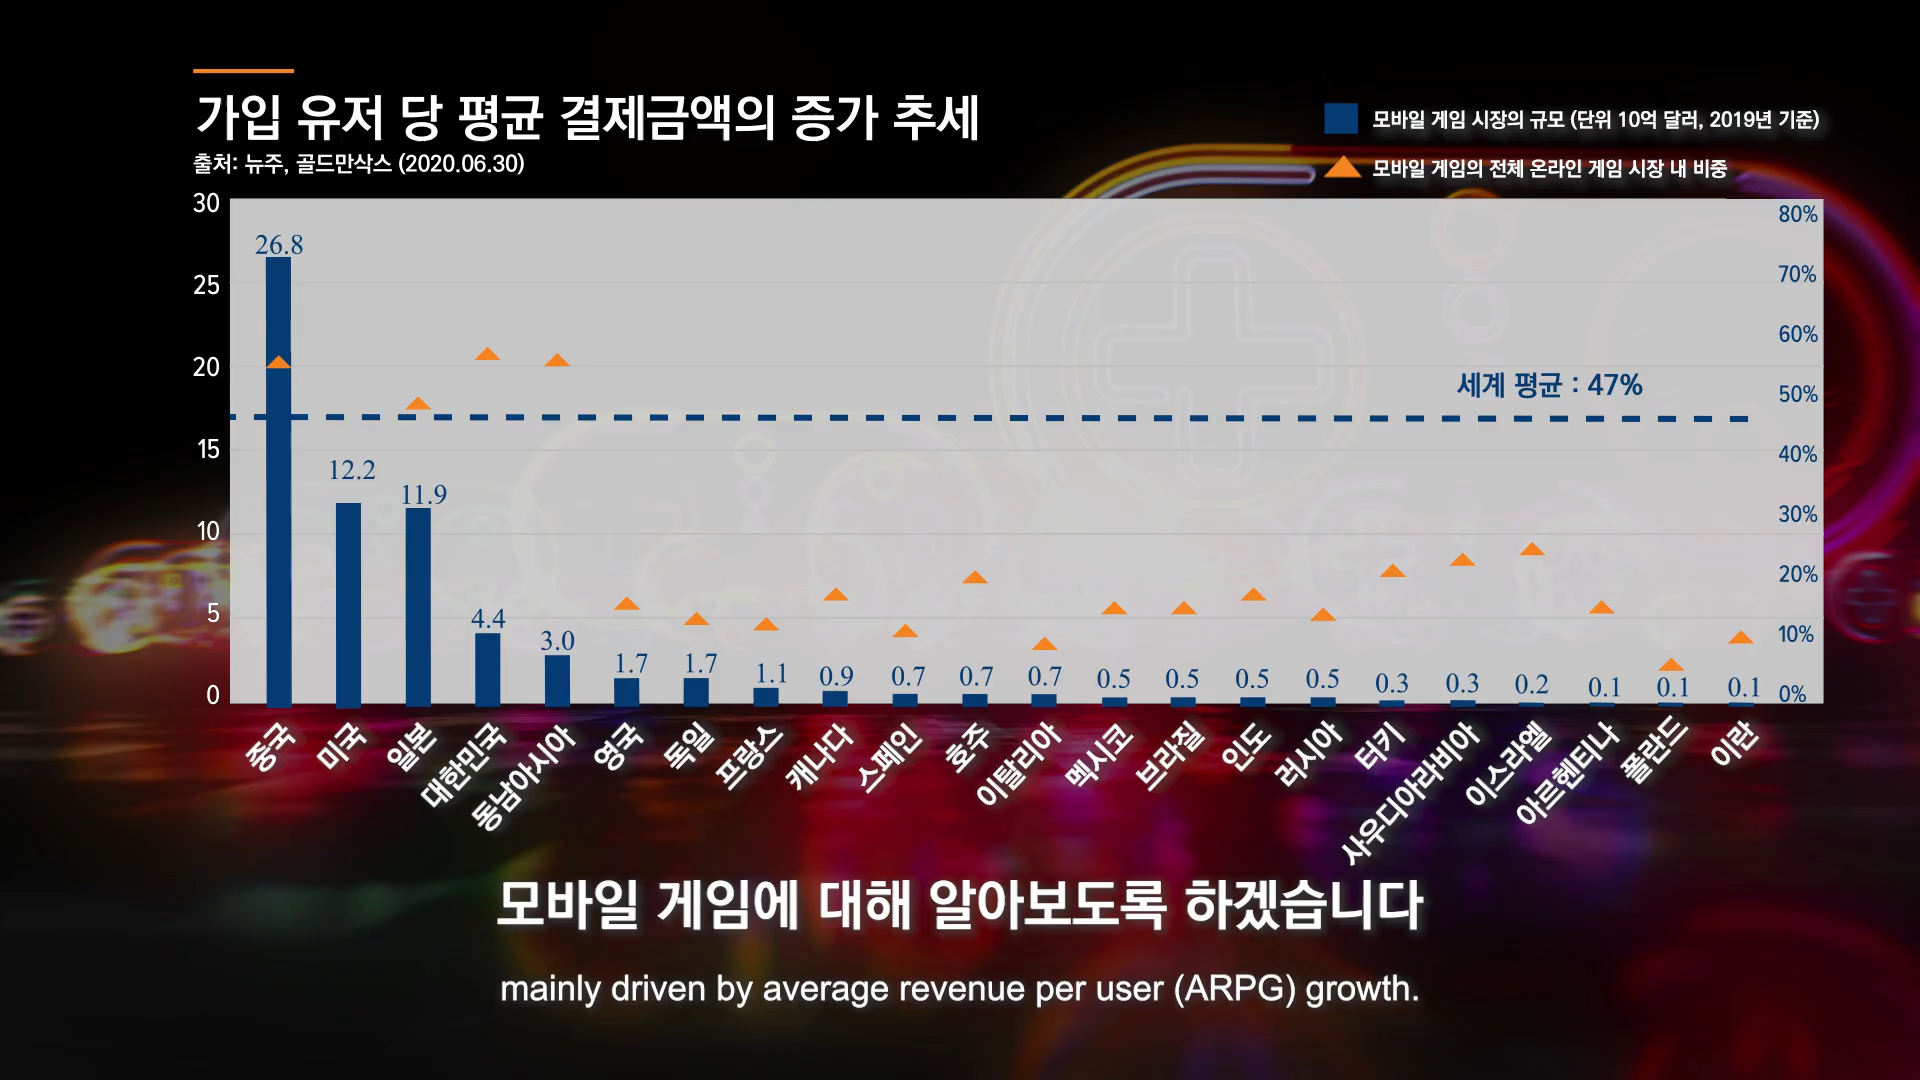 가입 유저 당 평균 결제금액의 증가 추세
출처: 뉴주, 골드만삭스 (2020.06.30)
모바일 게임 시장의 규모 (단위 10억 달러, 2019년 기준)
모바일 게임의 전체 온라인 게임 시장 내 비중
30
25
20
15
10
5
0
80%
70%
60%
50%
40%
30%
20%
10%
0%
세계 평균 : 47%
26.8
12.2
11.9
4.4
3.0
1.7
1.7
1.1
0.9
0.7
0.7
0.7
0.5
0.5
0.5
0.5
0.3
0.3
0.2
0.1
0.1
0.1
중국
미국
일본
대한민국
동남아시아
영국
독일
프랑스
캐나다
스페인
호주
이탈리아
멕시코
브라질
인도
러시아
터키
사우디아라비아
이스라엘
아르헨티나
폴란드
이란
모바일 게임에 대해 알아보도록 하겠습니다
mainly driven by average revenue per user (ARPG) growth.